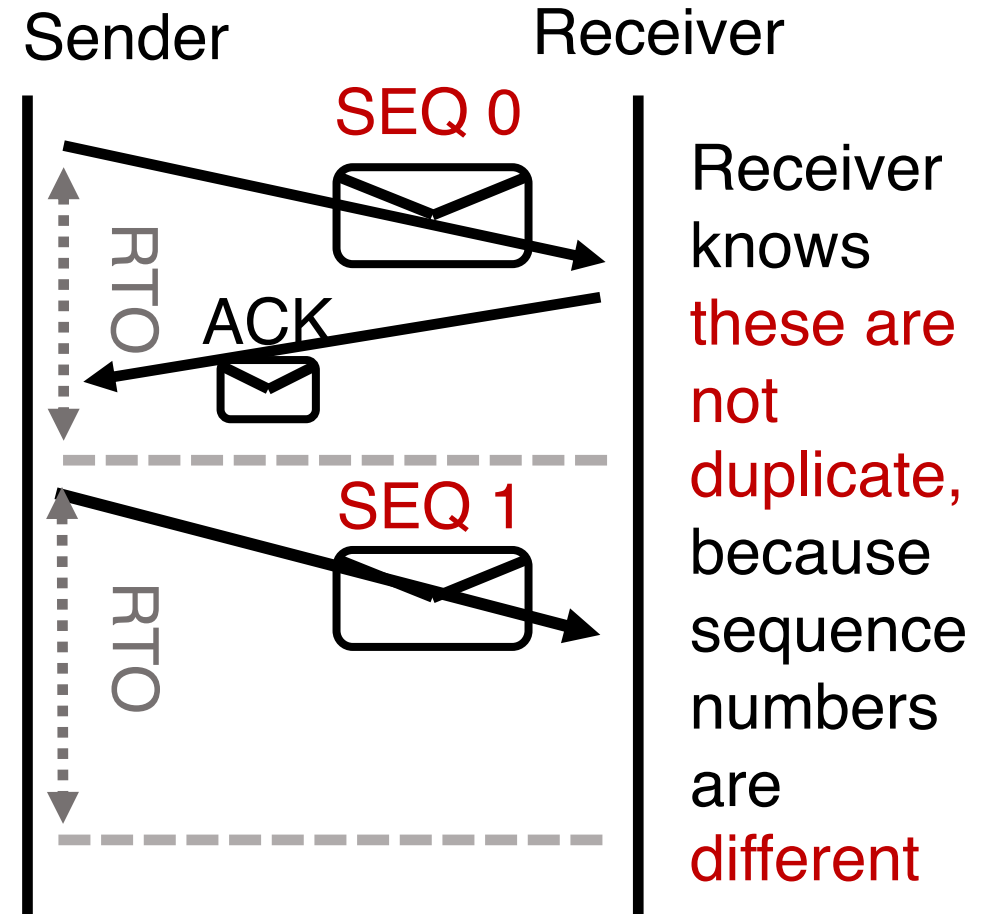 Sender
Receiver
SEQ 0
RTO
ACK
SEQ 1
RTO
Receiver
knows
these are
not
duplicate,
because
sequence
numbers
are
different